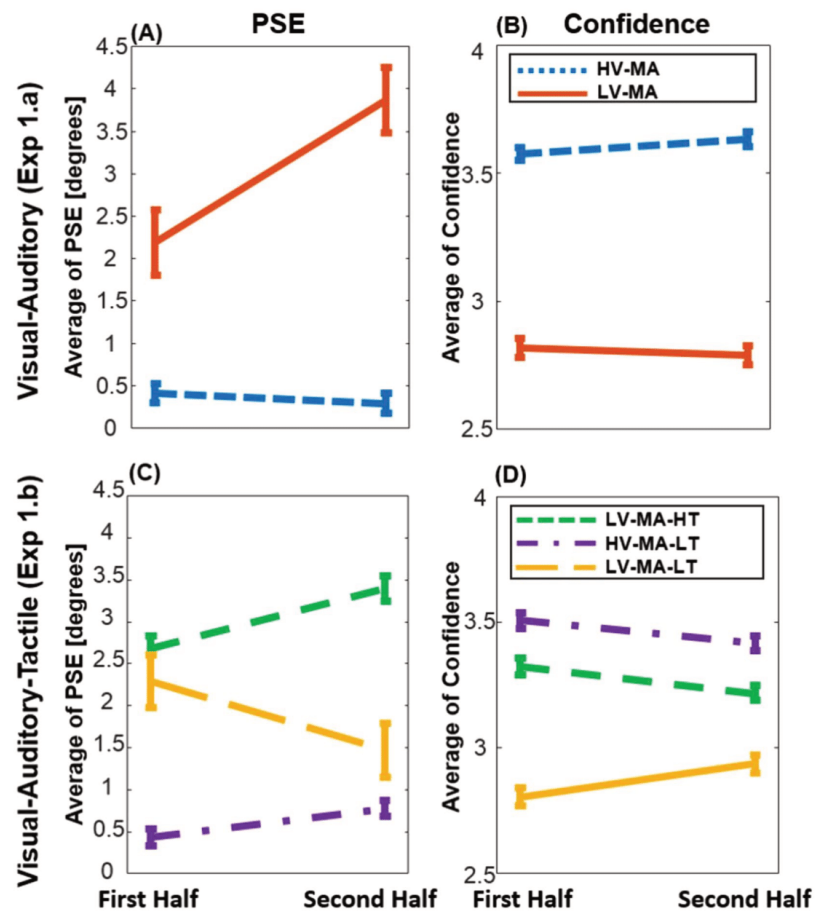 PSE
Confidence
(A)
(B)
Visual-Auditory (Exp 1.a)
Average of PSE [degrees]
4.5
4
3.5
3
2.5
2
1.5
1
0.5
0
Average of Confidence
4
3.5
3
2.5
HV-MA
LV-MA
(C)
(D)
Visual-Auditory-Tactile (Exp 1.b)
Average of PSE [degrees]
4.5
4
3.5
3
2.5
2
1.5
1
0.5
0
First Half
Second Half
Average of Confidence
4
3.5
3
2.5
LV-MA-HT
HV-MA-LT
LV-MA-LT
First Half
Second Half